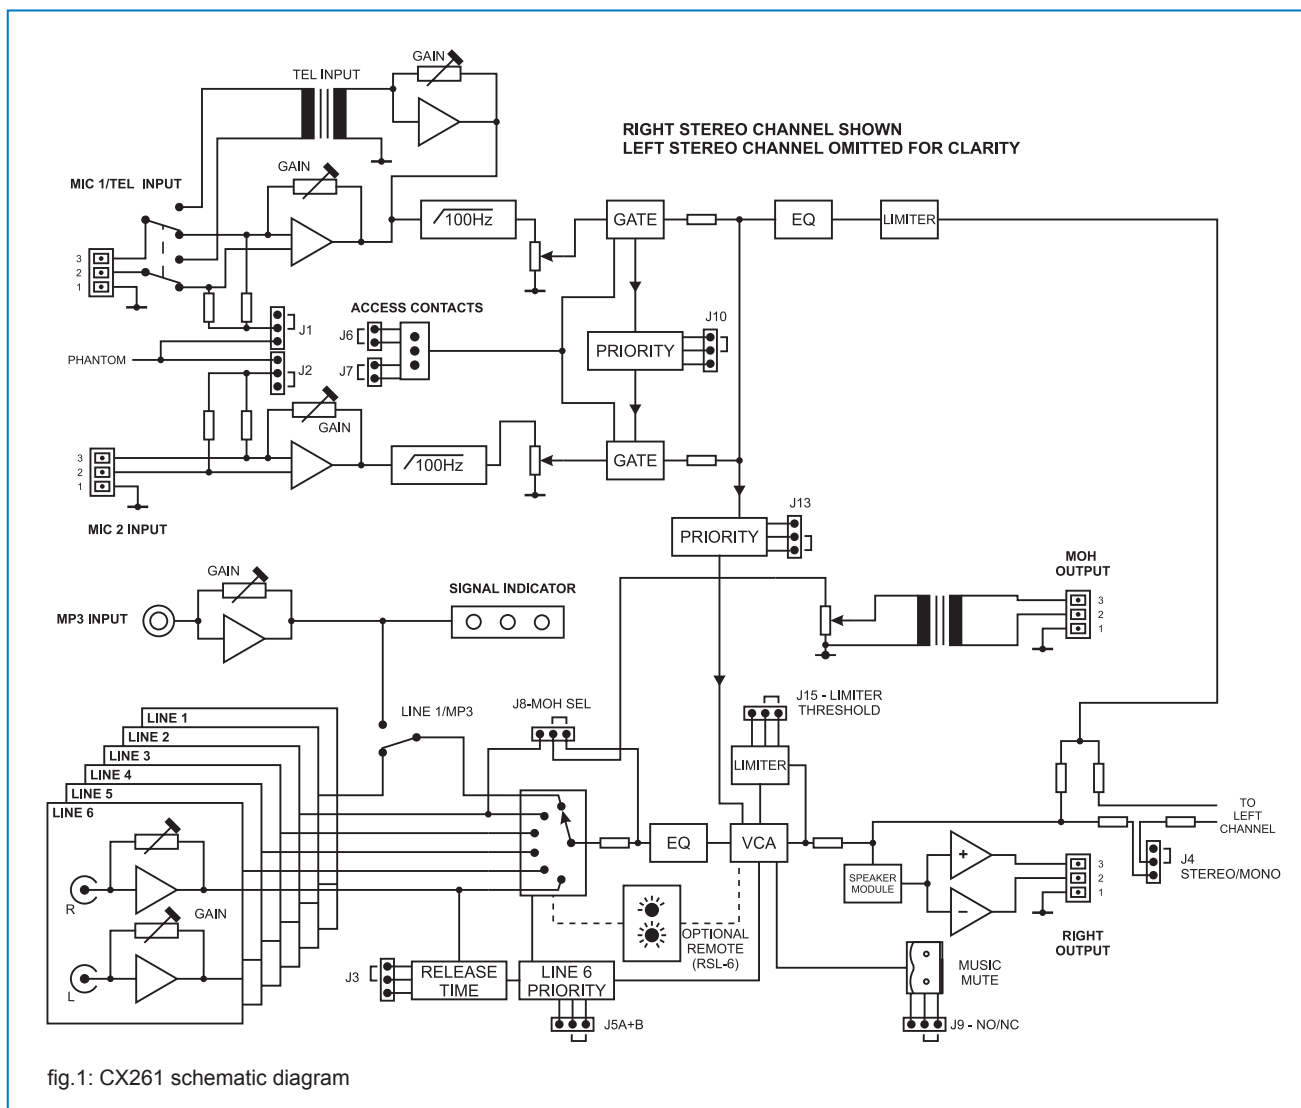 GAIN
TEL INPUT
RIGHT STEREO CHANNEL SHOWN
LEFT STEREO CHANNEL OMITTED FOR CLARITY
GAIN
MIC 1/TEL INPUT
100Hz
GATE
EQ
LIMITER
3
2
1
ACCESS CONTACTS
J1
J6
J10
PHANTOM
PRIORITY
J2
J7
GAIN
3
2
1
100Hz
GATE
MIC 2 INPUT
J13
PRIORITY
MOH
OUTPUT
GAIN
SIGNAL INDICATOR
MP3 INPUT
3
2
1
J8-MOH SEL
J15 - LIMITER
THRESHOLD
LINE 1/MP3
LINE 1
LINE 2
LINE 3
LINE 4
LINE 5
LINE 6
LIMITER
TO
LEFT
CHANNEL
EQ
VCA
+
−
SPEAKER
MODULE
3
2
1
J4
STEREO/MONO
R
GAIN
L
OPTIONAL
REMOTE
(RSL-6)
RIGHT
OUTPUT
J3
RELEASE
TIME
LINE 6
PRIORITY
MUSIC
MUTE
J5A+B
J9 - NO/NC
fig.1: CX261 schematic diagram